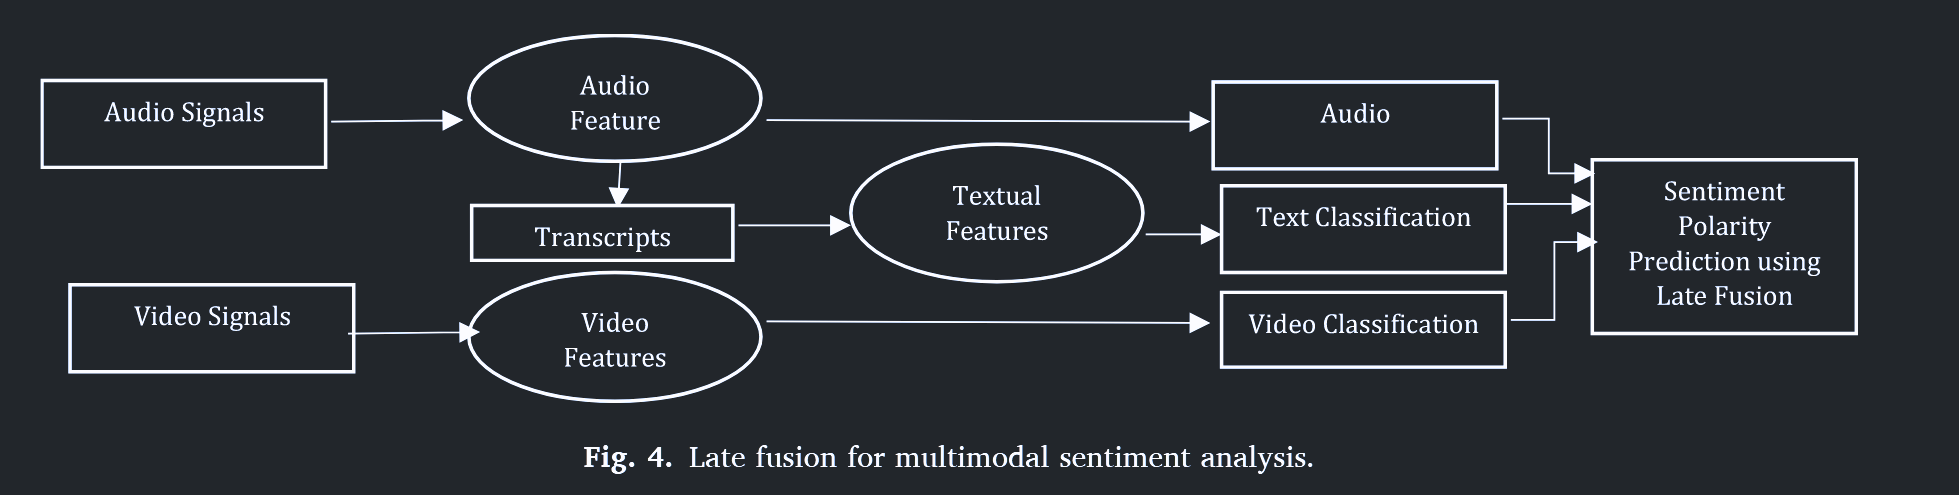 Audio Signals
Audio
Feature
Audio
Transcripts
Textual
Features
Text Classification
Sentiment
Polarity
Prediction using
Late Fusion
Video Signals
Video
Features
Video Classification
Fig. 4. Late fusion for multimodal sentiment analysis.